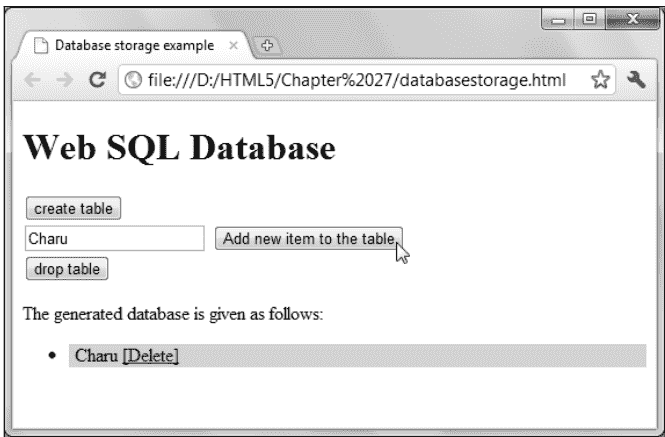 Database storage example
file:///D:/HTML5/Chapter%2027/databasestorage.html
Web SQL Database
create table
Charu Add new item to the table
drop table
The generated database is given as follows:
• Charu [Delete]